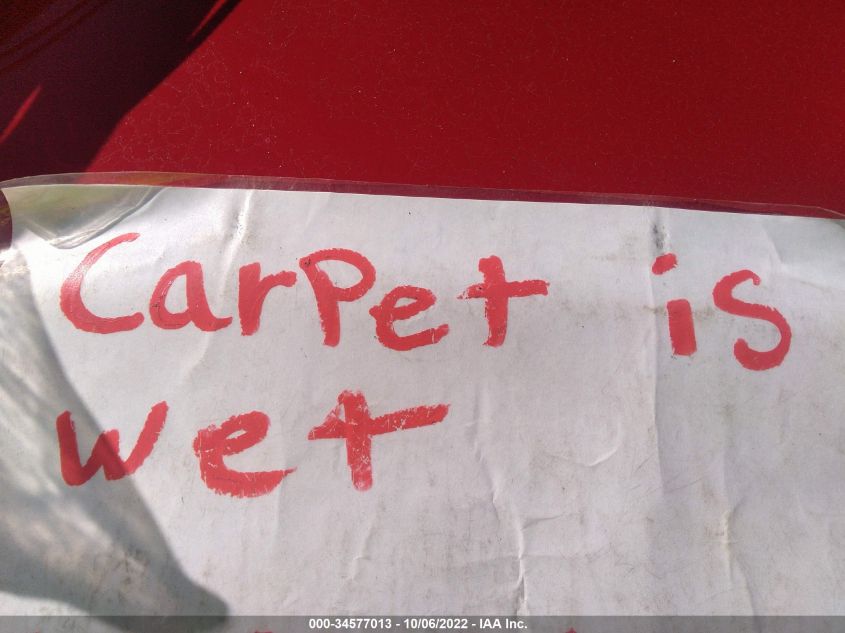 Carpet is
wet
000-34577013 - 10/06/2022 - IAA Inc.